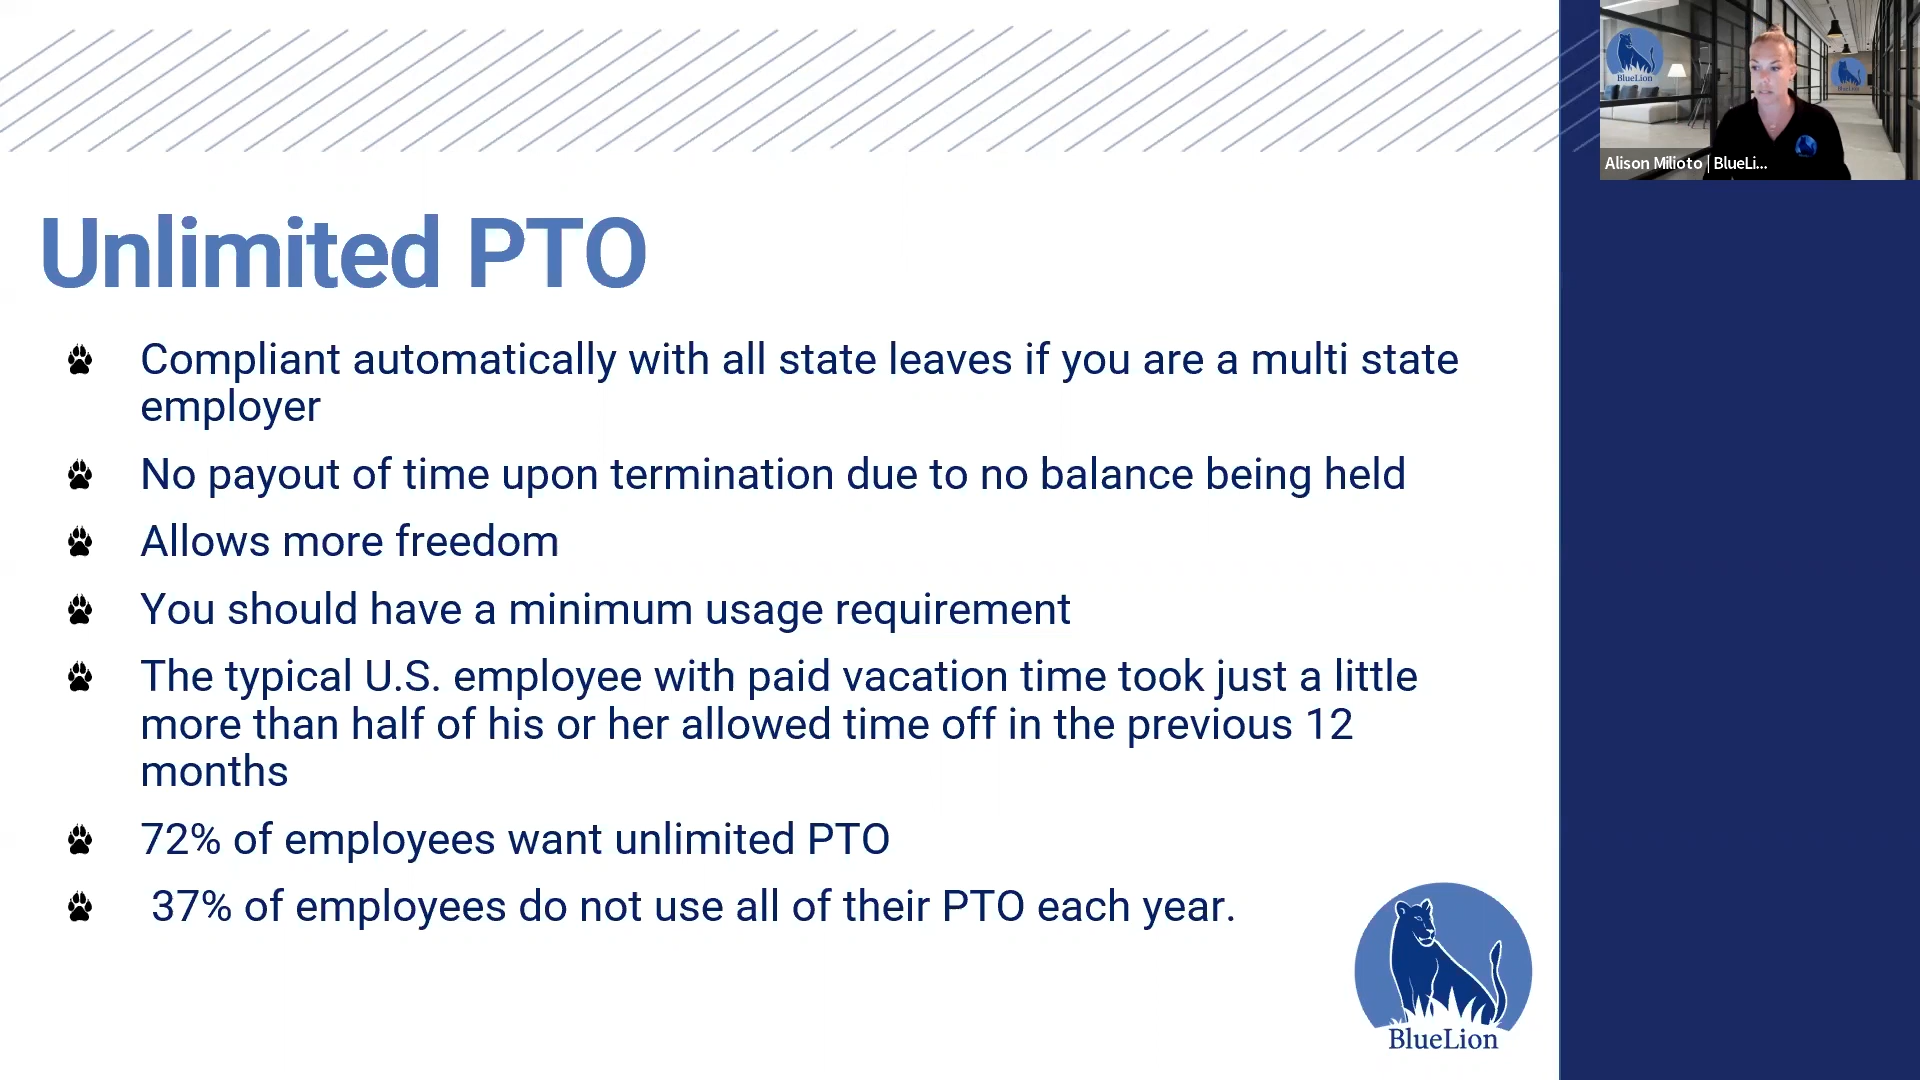 BlueLion
BlueLion
Alison Milioto | BlueLi...
Unlimited PTO
Compliant automatically with all state leaves if you are a multi state
employer
No payout of time upon termination due to no balance being held
Allows more freedom
You should have a minimum usage requirement
The typical U.S. employee with paid vacation time took just a little
more than half of his or her allowed time off in the previous 12
months
72% of employees want unlimited PTO
37% of employees do not use all of their PTO each year.
BlueLion